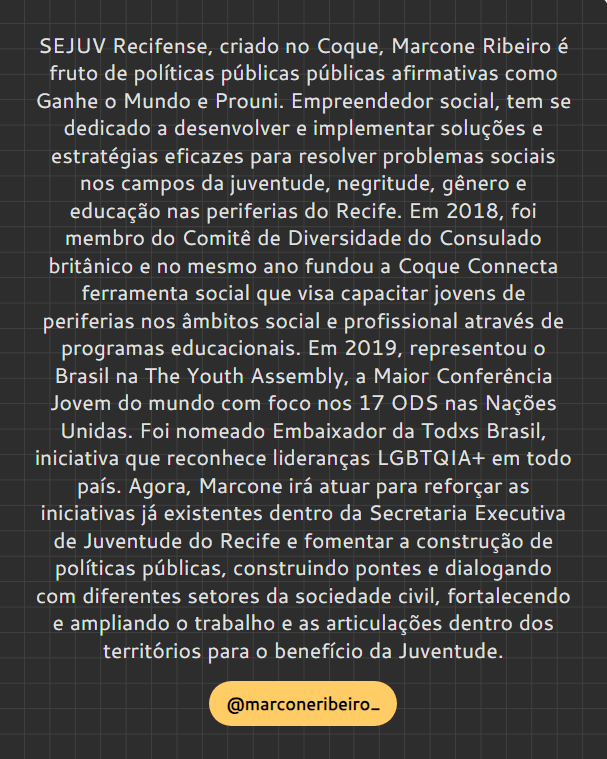 SEJUV Recifense, criado no Coque, Marcone Ribeiro é
fruto de políticas públicas públicas afirmativas como
Ganhe o Mundo e Prouni. Empreendedor social, tem se
dedicado a desenvolver e implementar soluções e
estratégias eficazes para resolver problemas sociais
nos campos da juventude, negritude, gênero e
educação nas periferias do Recife. Em 2018, foi
membro do Comitê de Diversidade do Consulado
britânico e no mesmo ano fundou a Coque Connecta
ferramenta social que visa capacitar jovens de
periferias nos âmbitos social e profissional através de
programas educacionais. Em 2019, representou o
Brasil na The Youth Assembly, a Maior Conferência
Jovem do mundo com foco nos 17 ODS nas Nações
Unidas. Foi nomeado Embaixador da Todxs Brasil,
iniciativa que reconhece lideranças LGBTQIA+ em todo
país. Agora, Marcone irá atuar para reforçar as
iniciativas já existentes dentro da Secretaria Executiva
de Juventude do Recife e fomentar a construção de
políticas públicas, construindo pontes e dialogando
com diferentes setores da sociedade civil, fortalecendo
e ampliando o trabalho e as articulações dentro dos
territórios para o benefício da Juventude.
@marconeribeiro_